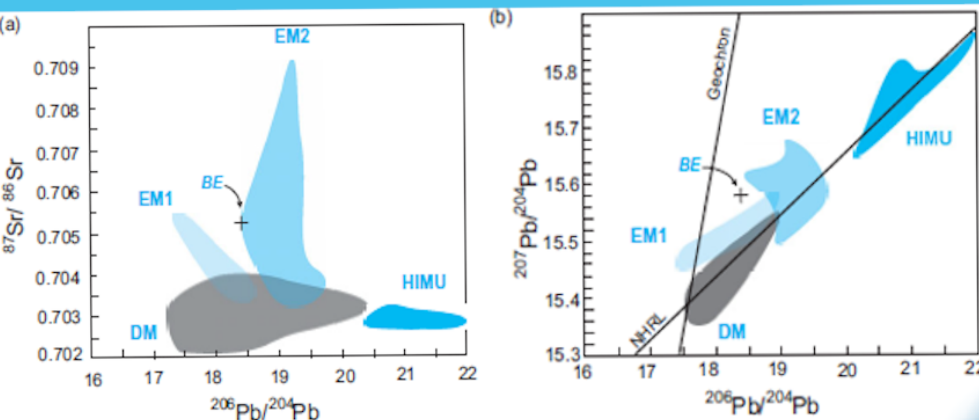 (a)
EM2
0.709
0.708
0.707
0.706
0.705
0.704
0.703
0.702
87Sr/ 86Sr
BE
EM1
HIMU
DM
16 17 18 19 20 21 22
206Pb/204Pb
(b)
Geochron
15.8
15.7
15.6
15.5
15.4
15.3
207Pb/204Pb
EM2
HIMU
BE
EM1
NHRL
DM
16 17 18 19 20 21 22
206Pb/204Pb